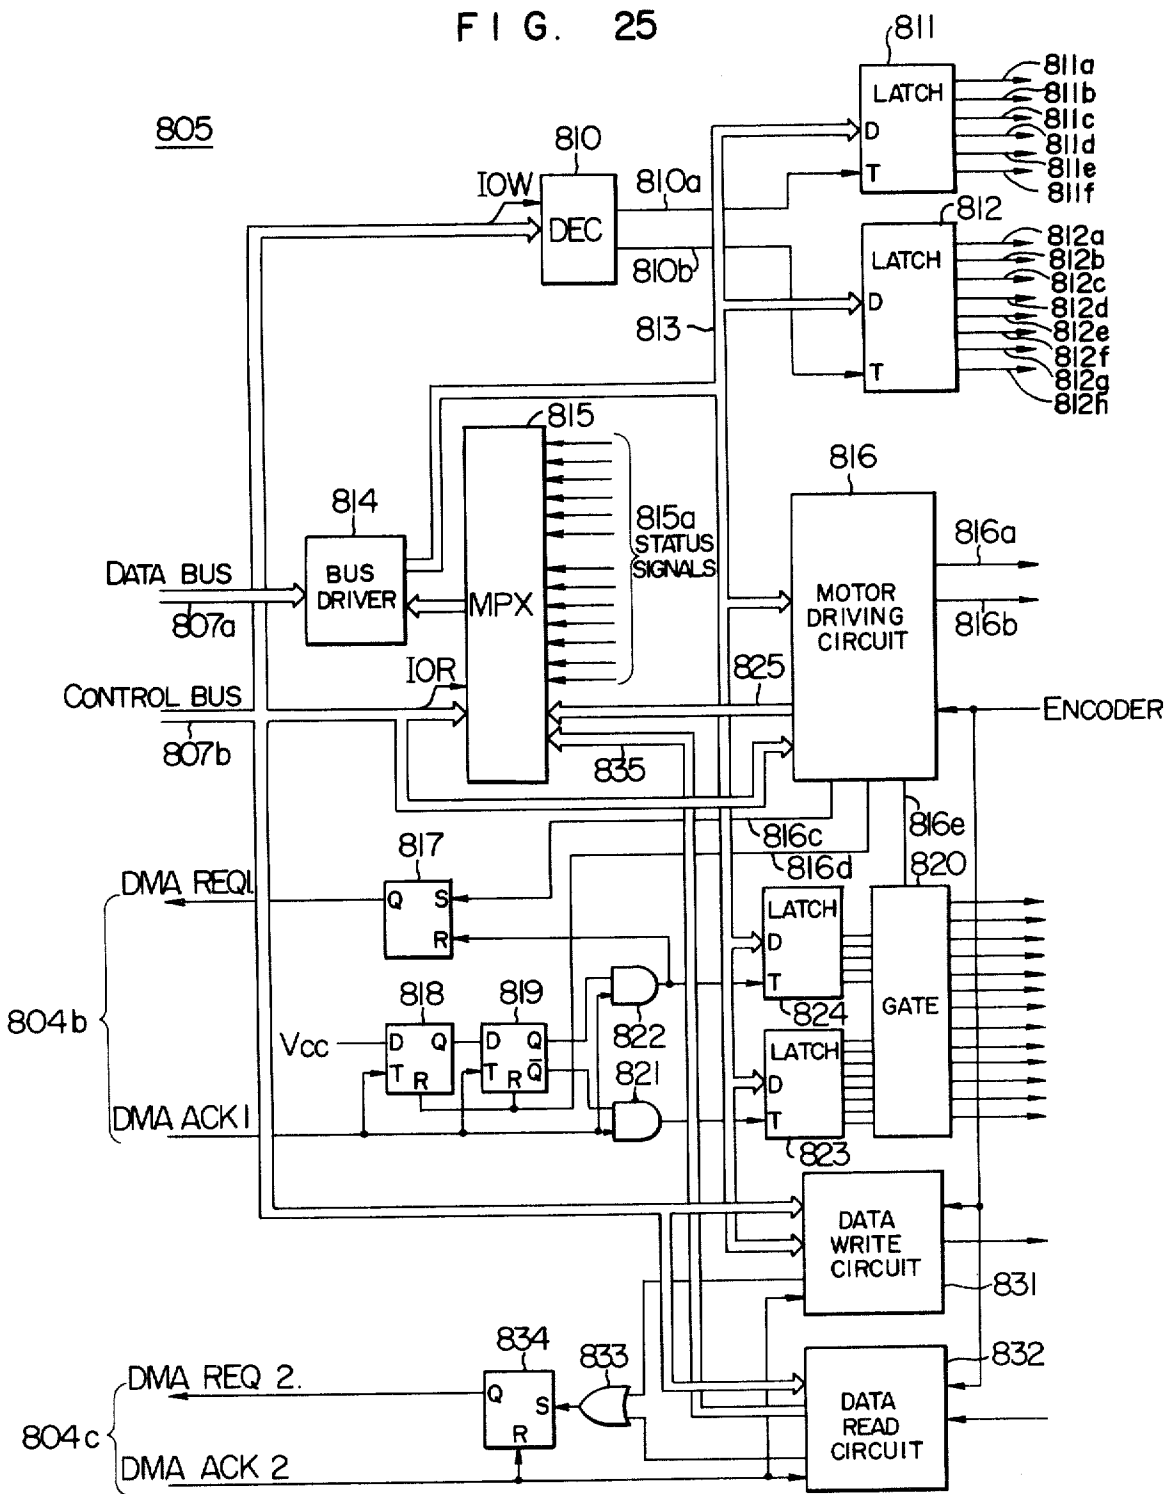 FIG. 25
811
811a
811b
811c
811d
811e
811f
LATCH
D
T
805
810
IOW
810a
DEC
810b
812
812a
812b
812c
812d
812e
812f
812g
812h
LATCH
D
T
813
815
815a
STATUS
SIGNALS
MPX
814
BUS
DRIVER
DATA BUS
807a
IOR
CONTROL BUS
807b
816
816a
816b
MOTOR
DRIVING
CIRCUIT
825
835
ENCODER
816c
816d
816e
820
817
DMA REQ1.
Q
S
R
LATCH
D
T
824
GATE
804b
818
819
822
Vcc
D
Q
T
R
D
Q
T
R
Q̅
821
LATCH
D
T
823
DMA ACK 1
DATA
WRITE
CIRCUIT
831
834
833
832
DMA REQ 2.
Q
S
R
DATA
READ
CIRCUIT
804c
DMA ACK 2